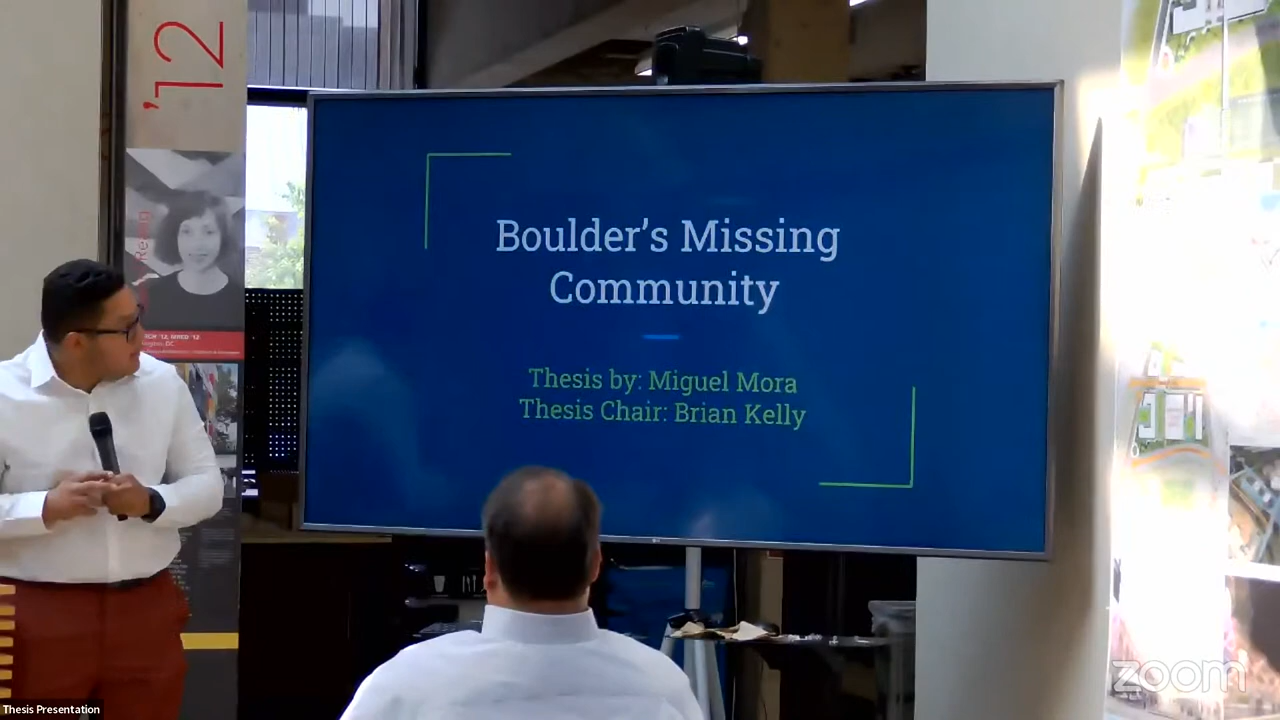 '12
Boulder's Missing
Community
Thesis by: Miguel Mora
Thesis Chair: Brian Kelly
zoom
Thesis Presentation